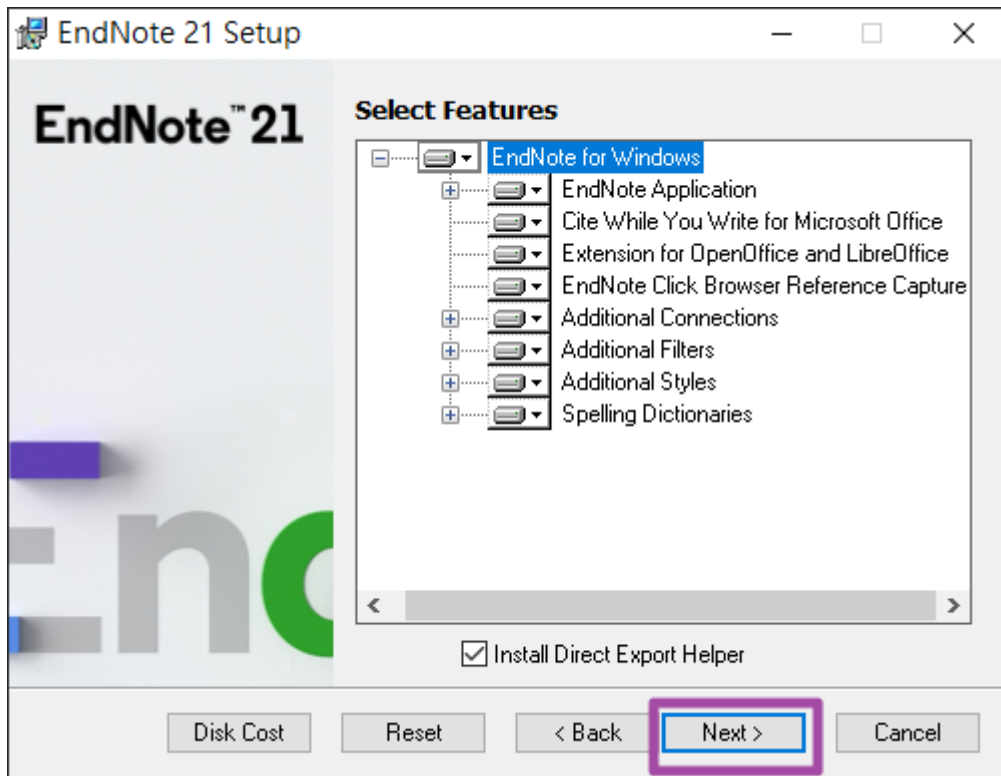 EndNote 21 Setup
EndNote™21
Select Features
EndNote for Windows
EndNote Application
Cite While You Write for Microsoft Office
Extension for OpenOffice and LibreOffice
EndNote Click Browser Reference Capture
Additional Connections
Additional Filters
Additional Styles
Spelling Dictionaries
Enc
Install Direct Export Helper
Disk Cost
Reset
< Back
Next >
Cancel